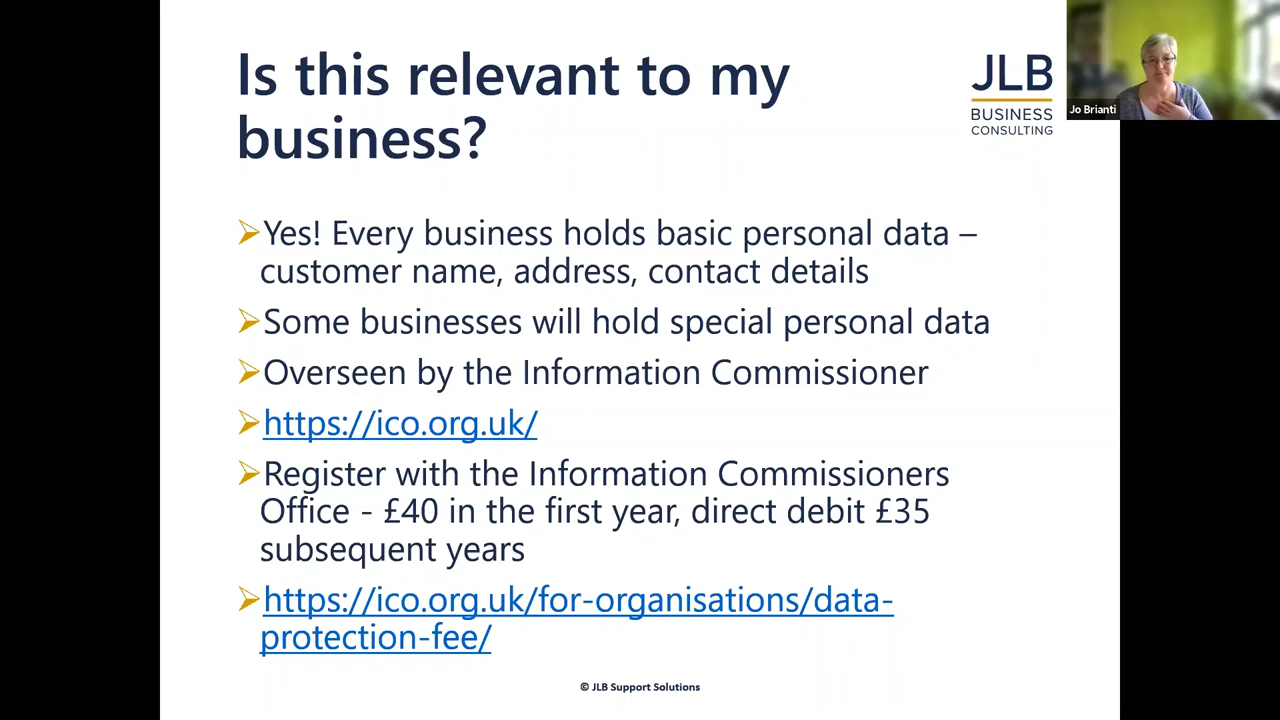 Is this relevant to my
business?
JLB
BUSINESS
CONSULTING
Jo Brianti
Yes! Every business holds basic personal data –
customer name, address, contact details
Some businesses will hold special personal data
Overseen by the Information Commissioner
https://ico.org.uk/
Register with the Information Commissioners
Office - £40 in the first year, direct debit £35
subsequent years
https://ico.org.uk/for-organisations/data-
protection-fee/
© JLB Support Solutions